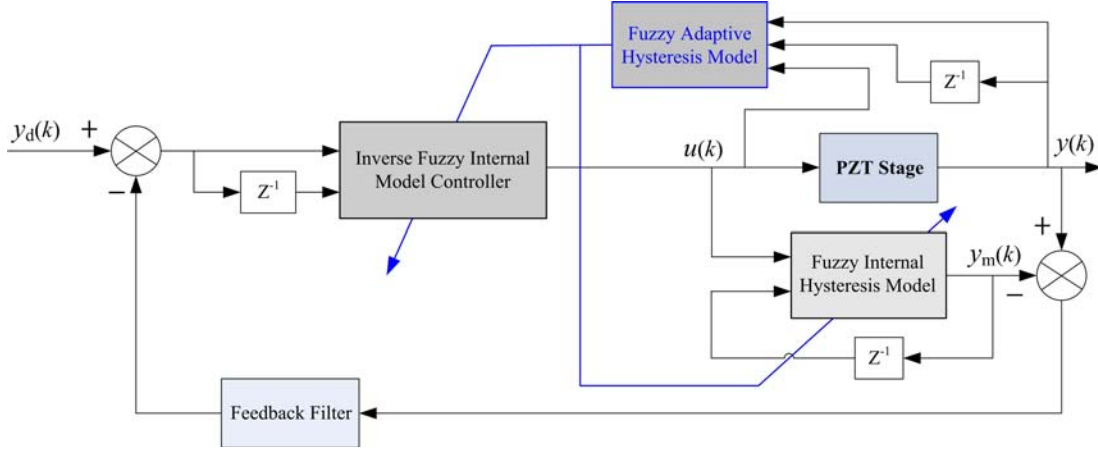 Fuzzy Adaptive
Hysteresis Model
Z⁻¹
y_d(k)
+
−
Inverse Fuzzy Internal
Model Controller
Z⁻¹
u(k)
PZT Stage
y(k)
+
−
Fuzzy Internal
Hysteresis Model
y_m(k)
Z⁻¹
Feedback Filter